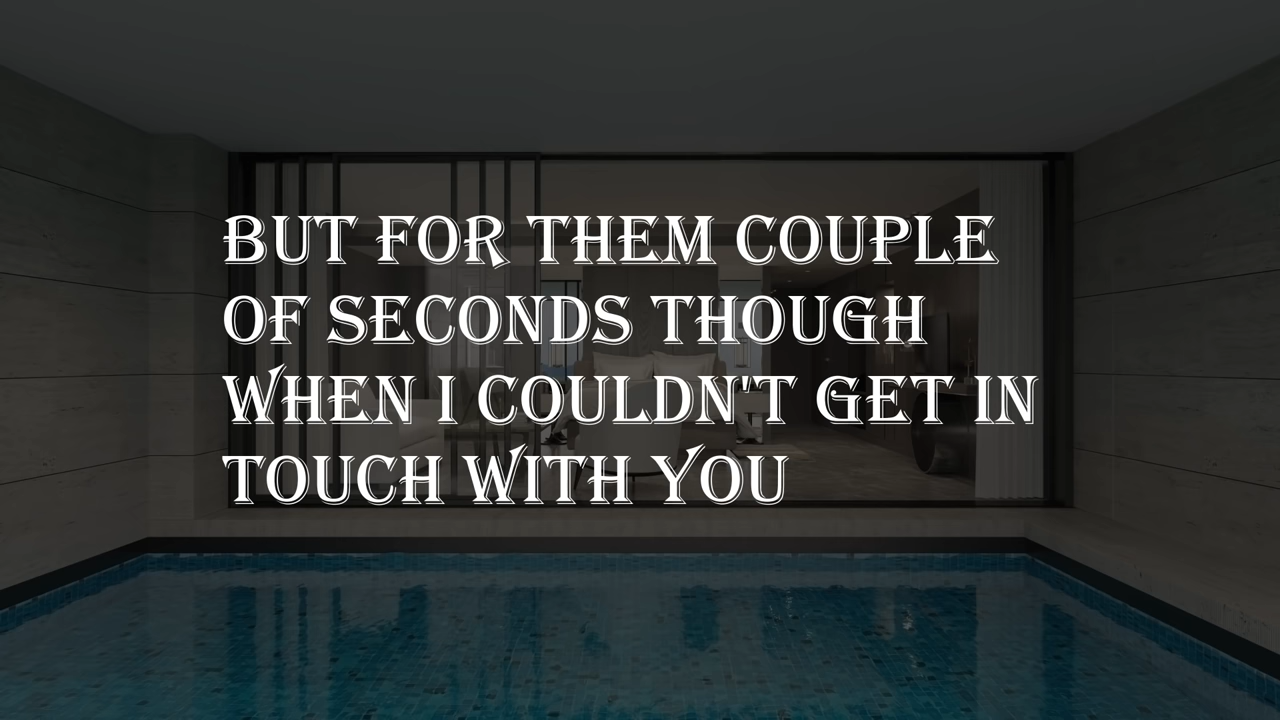 BUT FOR THEM COUPLE
OF SECONDS THOUGH
WHEN I COULDN'T GET IN
TOUCH WITH YOU